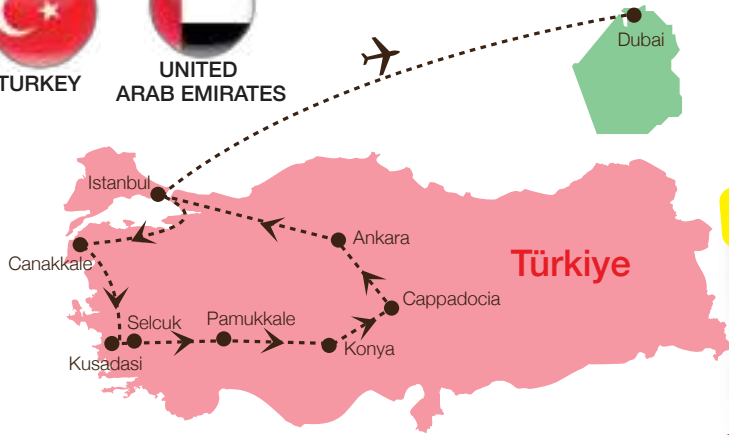 TURKEY
UNITED
ARAB EMIRATES
Dubai
Istanbul
Canakkale
Ankara
Türkiye
Cappadocia
Selcuk
Pamukkale
Konya
Kusadasi